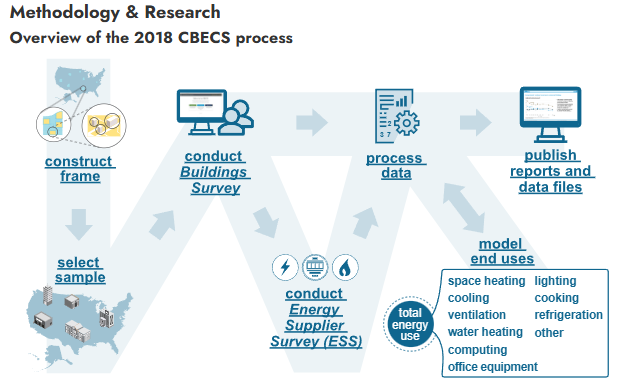 Methodology & Research
Overview of the 2018 CBECS process
construct
frame
select
sample
conduct
Buildings
Survey
conduct
Energy
Supplier
Survey (ESS)
process
data
publish
reports and
data files
model
end uses
total
energy
use
space heating lighting
cooling cooking
ventilation refrigeration
water heating other
computing
office equipment